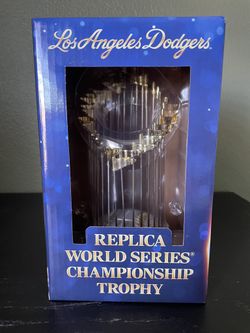 Los Angeles Dodgers
REPLICA
WORLD SERIES®
CHAMPIONSHIP
TROPHY